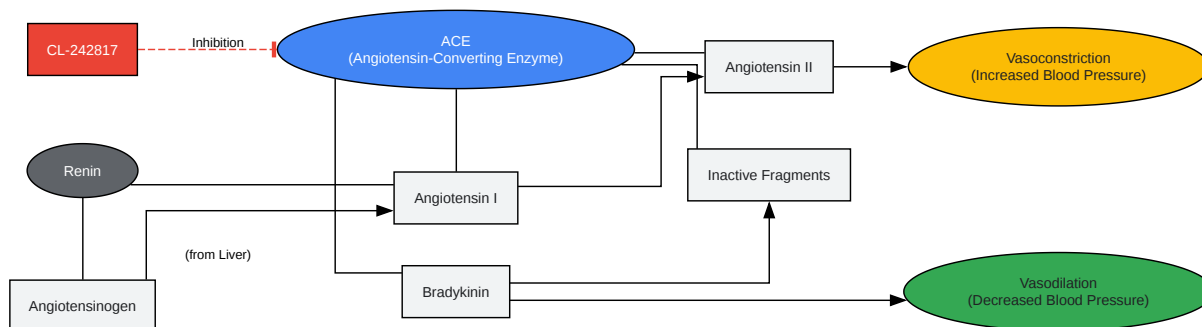 CL-242817
Inhibition
ACE
(Angiotensin-Converting Enzyme)
Angiotensin II
Vasoconstriction
(Increased Blood Pressure)
Renin
Angiotensin I
Inactive Fragments
(from Liver)
Angiotensinogen
Bradykinin
Vasodilation
(Decreased Blood Pressure)